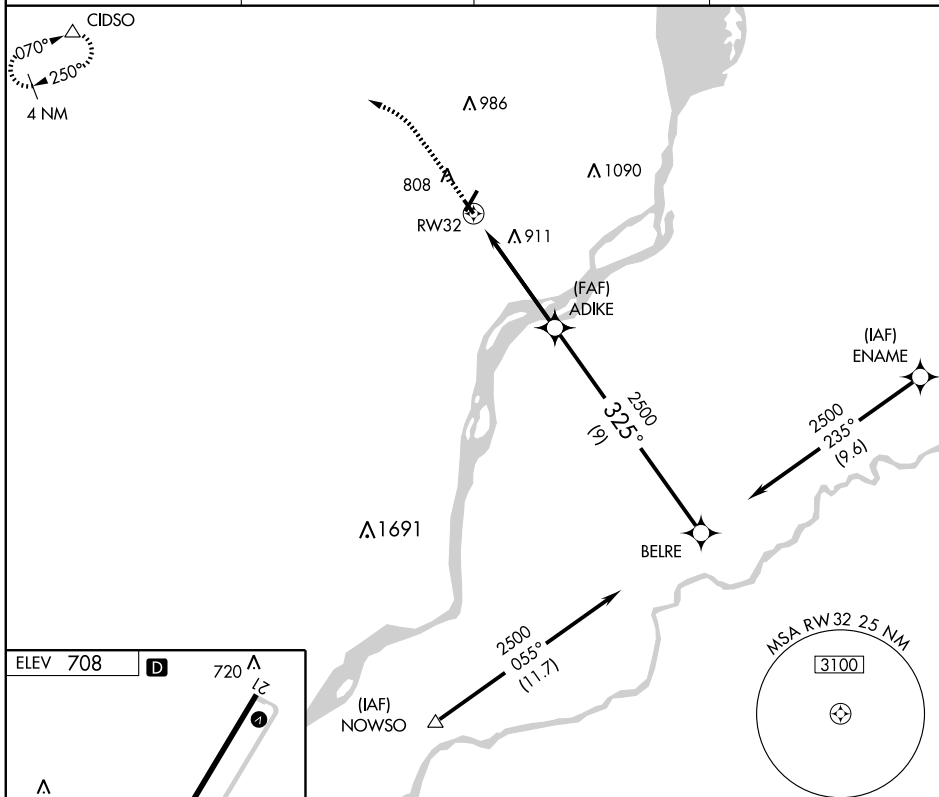 CIDSO
070°
250°
4 NM
986
1090
808
RW32
911
(FAF)
ADIKE
(IAF)
ENAME
2500
325°
(9)
2500
235°
(9.6)
1691
BELRE
2500
055°
(11.7)
(IAF)
NOWSO
MSA RW32 25 NM
3100
ELEV 708
D
720
21
V